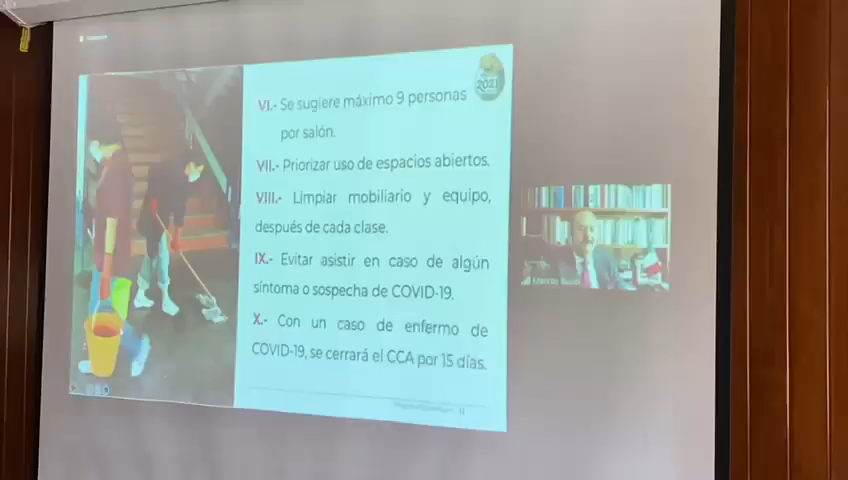 2021
VI.- Se sugiere máximo 9 personas
por salón.
VII.- Priorizar uso de espacios abiertos.
VIII.- Limpiar mobiliario y equipo,
después de cada clase.
IX.- Evitar asistir en caso de algún
síntoma o sospecha de COVID-19.
X.- Con un caso de enfermo de
COVID-19, se cerrará el CCA por 15 días.
11